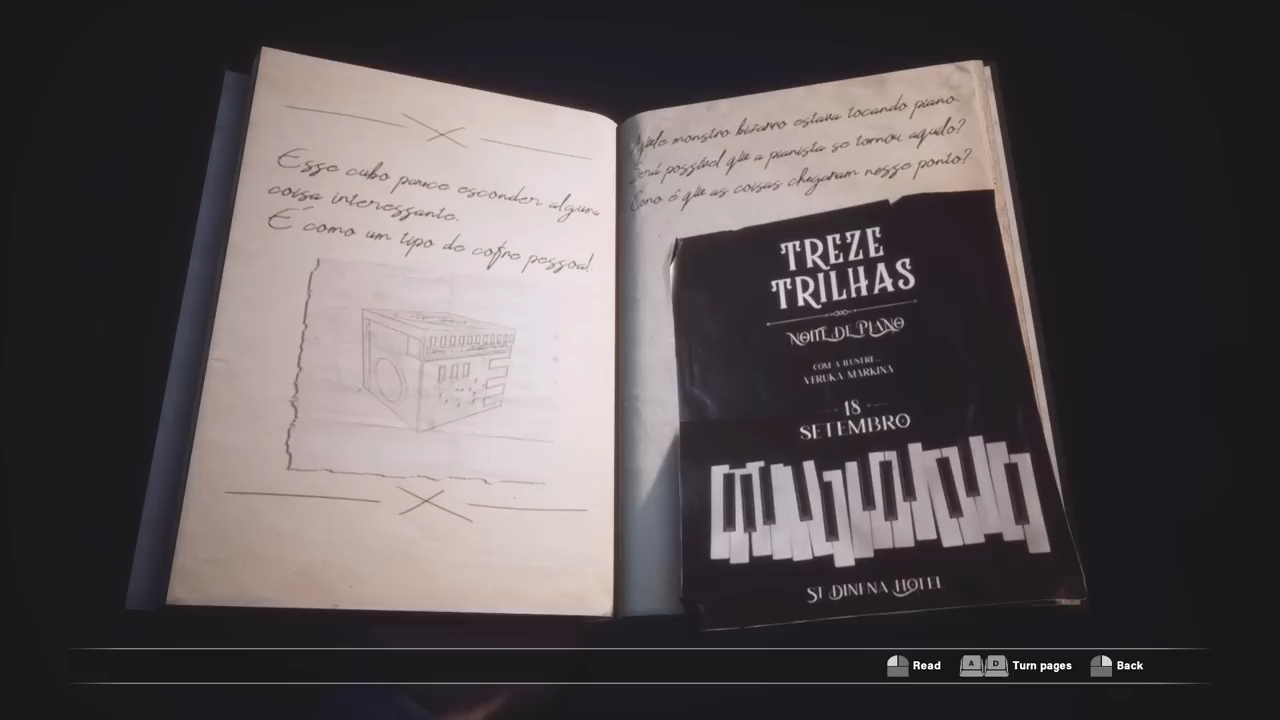 Esse cubo parece esconder alguma
coisa interessante.
É como um tipo de cofre pessoal.
Aquele monstro bizarro estava tocando piano.
Será possível que a pianista se tornou aquilo?
Como é que as coisas chegaram nesse ponto?
TREZE
TRILHAS
NOITE DE PIANO
COM A ILUSTRE...
VERUKA MARKINA
18
SETEMBRO
ST DINFNA HOTEL
Read
A D Turn pages
Back